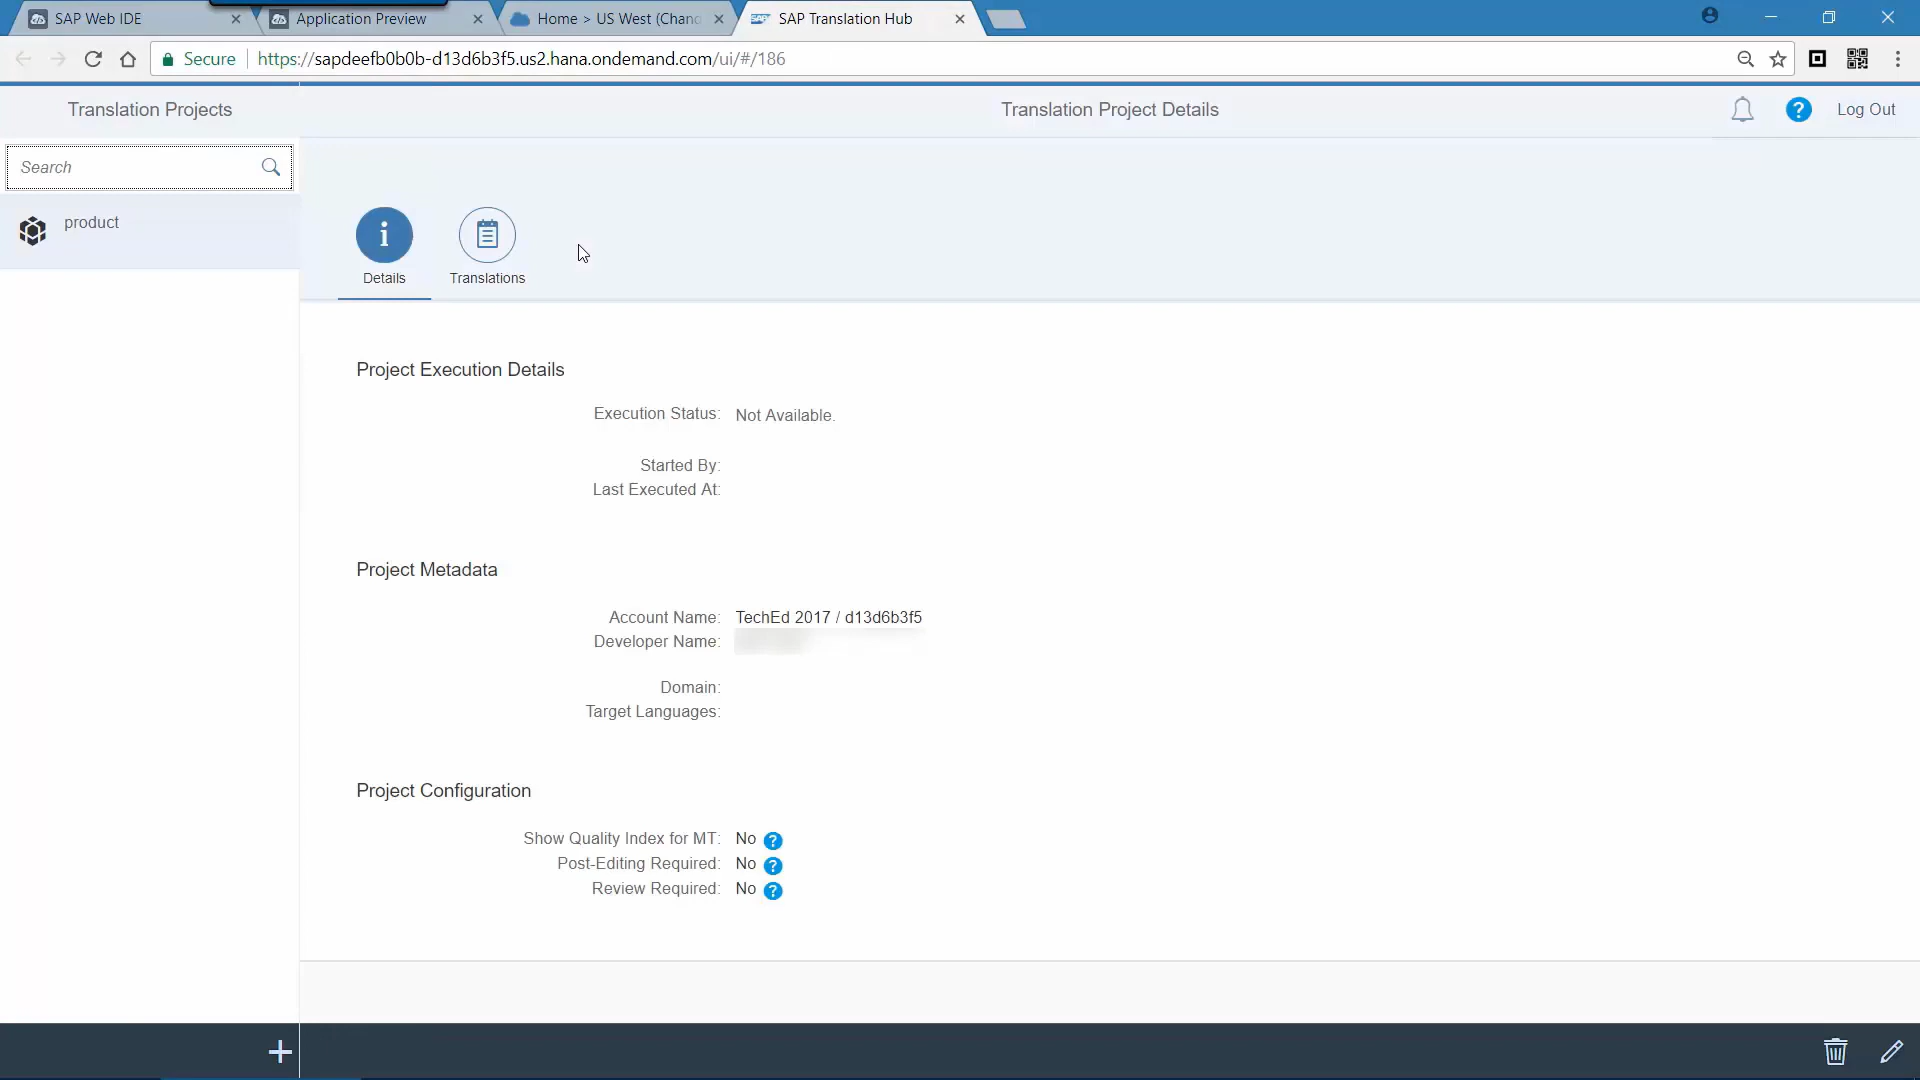 SAP Web IDE
Application Preview
Home > US West (Chand
SAP Translation Hub
Secure
https://sapdeefb0b0b-d13d6b3f5.us2.hana.ondemand.com/ui/#/186
Translation Projects
Translation Project Details
Log Out
Search
product
Details
Translations
Project Execution Details
Execution Status: Not Available.
Started By:
Last Executed At:
Project Metadata
Account Name: TechEd 2017 / d13d6b3f5
Developer Name:
Domain:
Target Languages:
Project Configuration
Show Quality Index for MT: No
Post-Editing Required: No
Review Required: No